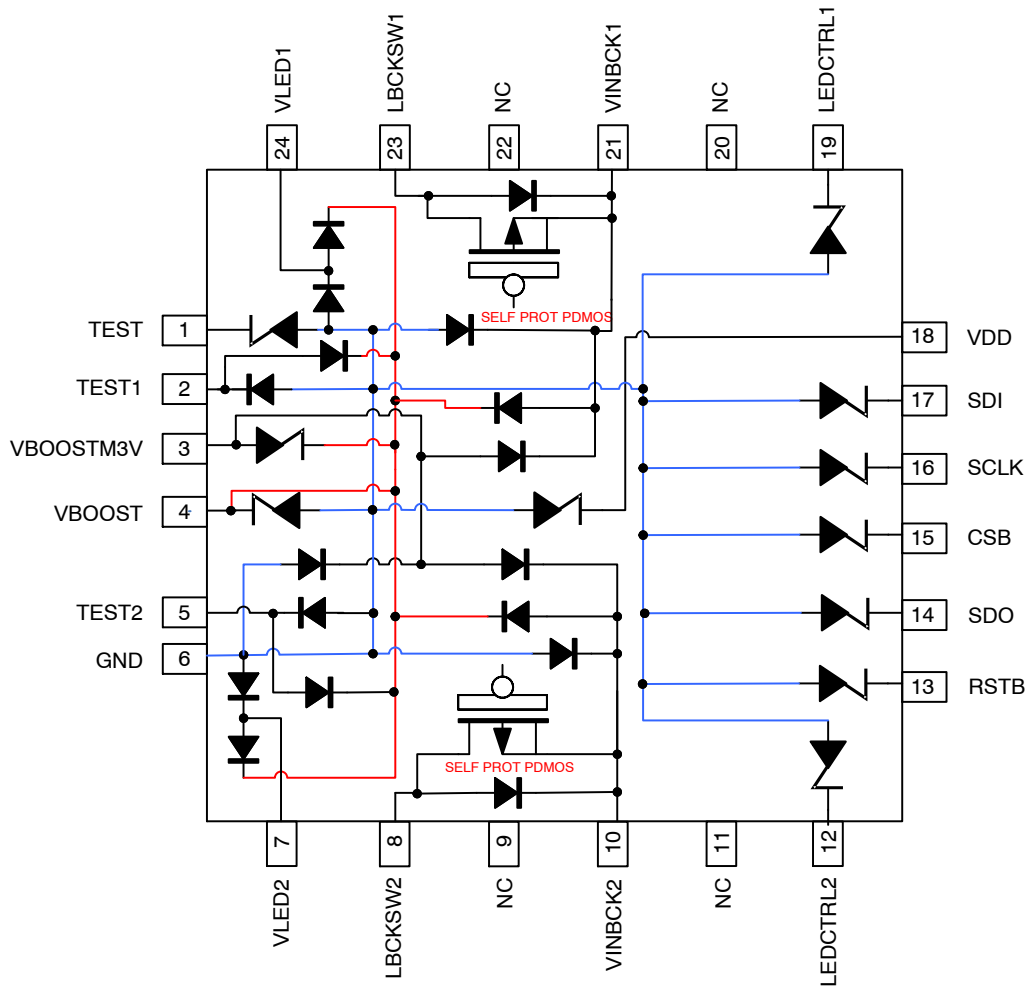 VLED1
LBCKSW1
NC
VINBCK1
NC
LEDCTRL1
24
23
22
21
20
19
SELF PROT PDMOS
TEST
1
18
VDD
TEST1
2
17
SDI
VBOOSTM3V
3
16
SCLK
VBOOST
4
15
CSB
TEST2
5
14
SDO
GND
6
13
RSTB
SELF PROT PDMOS
7
8
9
10
11
12
VLED2
LBCKSW2
NC
VINBCK2
NC
LEDCTRL2